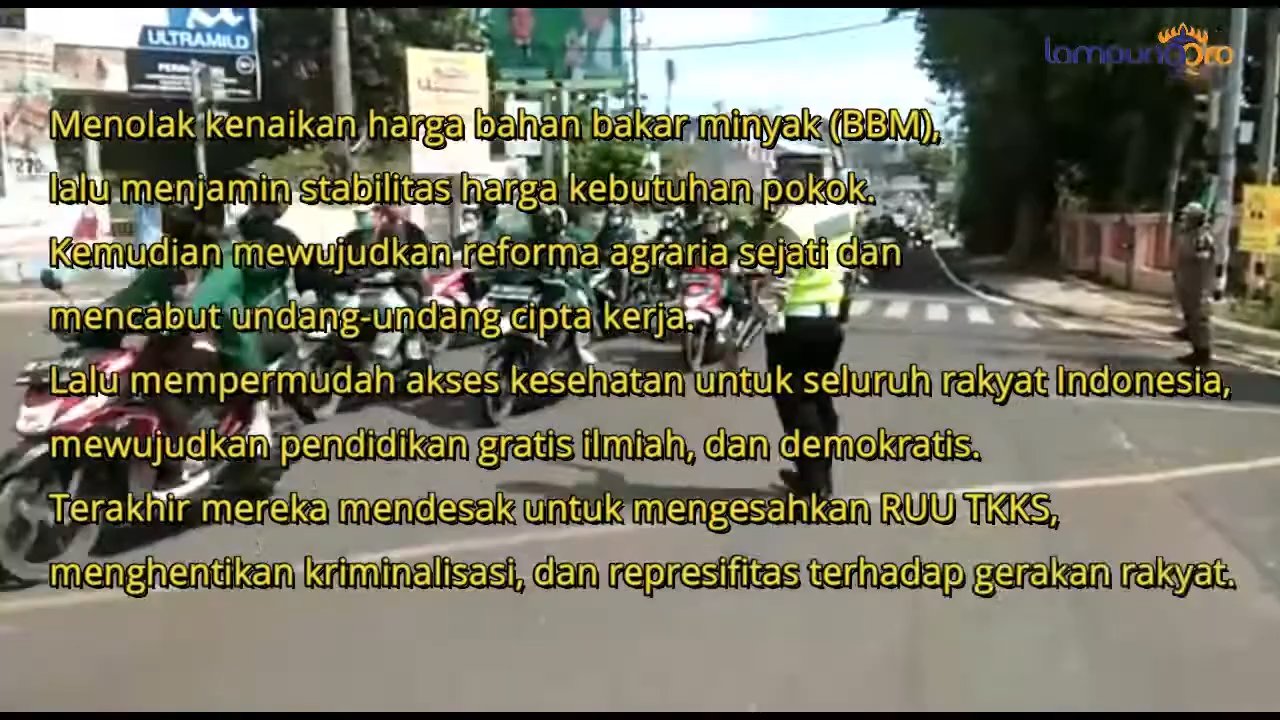 ULTRAMILD
lampungpro
Menolak kenaikan harga bahan bakar minyak (BBM),
lalu menjamin stabilitas harga kebutuhan pokok.
Kemudian mewujudkan reforma agraria sejati dan
mencabut undang-undang cipta kerja.
Lalu mempermudah akses kesehatan untuk seluruh rakyat Indonesia,
mewujudkan pendidikan gratis ilmiah, dan demokratis.
Terakhir mereka mendesak untuk mengesahkan RUU TKKS,
menghentikan kriminalisasi, dan represifitas terhadap gerakan rakyat.